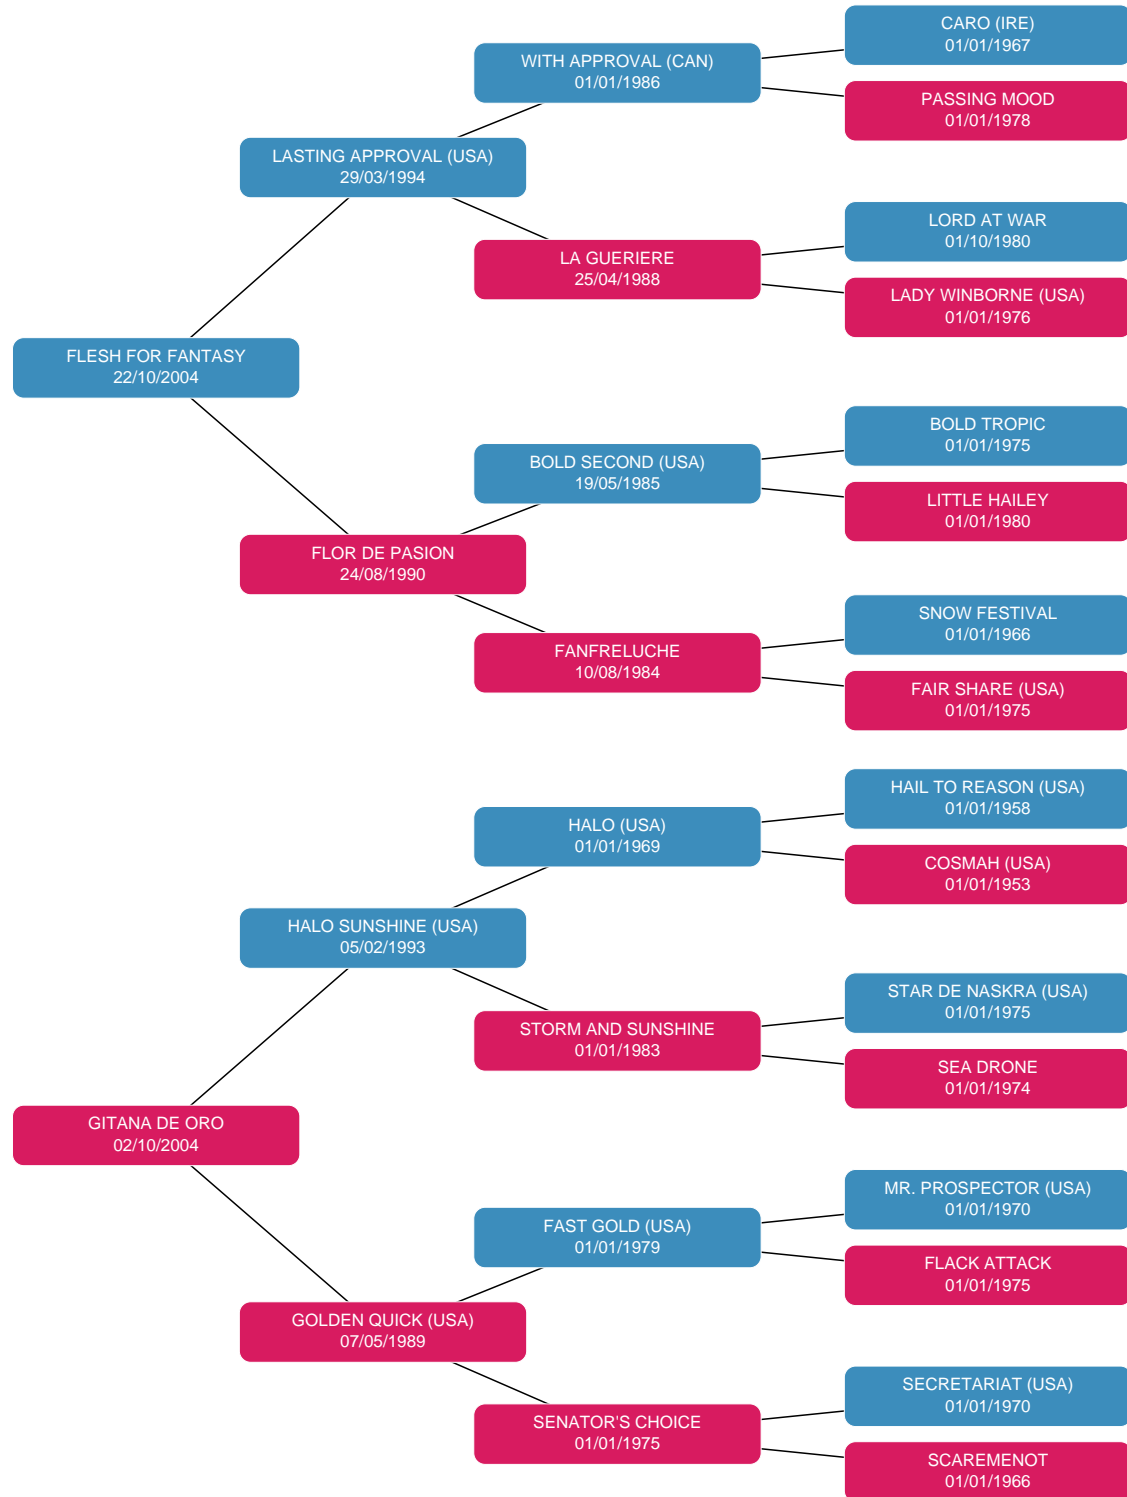 CARO (IRE)
01/01/1967
WITH APPROVAL (CAN)
01/01/1986
PASSING MOOD
01/01/1978
LASTING APPROVAL (USA)
29/03/1994
LORD AT WAR
01/10/1980
LA GUERIERE
25/04/1988
LADY WINBORNE (USA)
01/01/1976
FLESH FOR FANTASY
22/10/2004
BOLD TROPIC
01/01/1975
BOLD SECOND (USA)
19/05/1985
LITTLE HAILEY
01/01/1980
FLOR DE PASION
24/08/1990
SNOW FESTIVAL
01/01/1966
FANFRELUCHE
10/08/1984
FAIR SHARE (USA)
01/01/1975
HAIL TO REASON (USA)
01/01/1958
HALO (USA)
01/01/1969
COSMAH (USA)
01/01/1953
HALO SUNSHINE (USA)
05/02/1993
STAR DE NASKRA (USA)
01/01/1975
STORM AND SUNSHINE
01/01/1983
SEA DRONE
01/01/1974
GITANA DE ORO
02/10/2004
MR. PROSPECTOR (USA)
01/01/1970
FAST GOLD (USA)
01/01/1979
FLACK ATTACK
01/01/1975
GOLDEN QUICK (USA)
07/05/1989
SECRETARIAT (USA)
01/01/1970
SENATOR'S CHOICE
01/01/1975
SCAREMENOT
01/01/1966